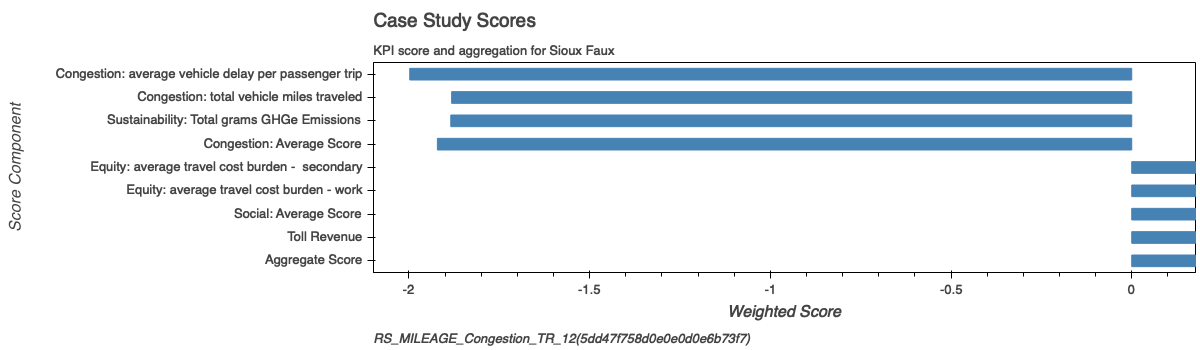 Case Study Scores
KPI score and aggregation for Sioux Faux
Congestion: average vehicle delay per passenger trip
Congestion: total vehicle miles traveled
Sustainability: Total grams GHGe Emissions
Congestion: Average Score
Equity: average travel cost burden -  secondary
Equity: average travel cost burden - work
Social: Average Score
Toll Revenue
Aggregate Score
Score Component
-2 -1.5 -1 -0.5 0
Weighted Score
RS_MILEAGE_Congestion_TR_12(5dd47f758d0e0e0d0e6b73f7)